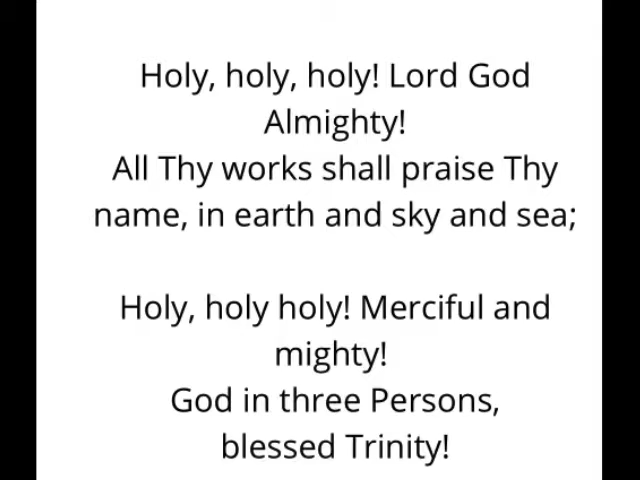 Holy, holy, holy! Lord God
Almighty!
All Thy works shall praise Thy
name, in earth and sky and sea;
Holy, holy holy! Merciful and
mighty!
God in three Persons,
blessed Trinity!